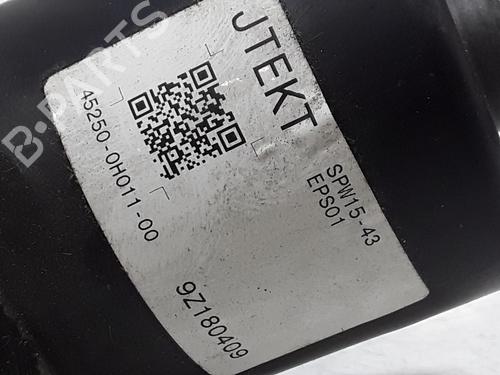 JTEKT
SPW15-43
EPS01
45250-0H011-00
9Z180409
B-PARTS